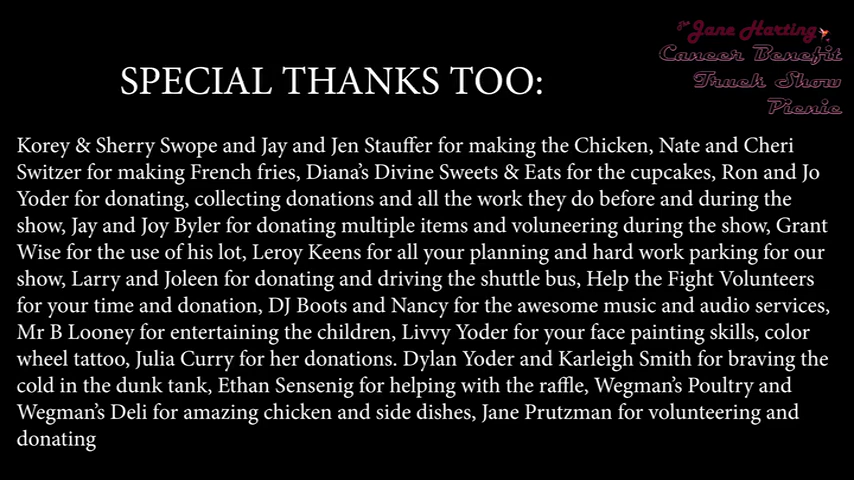 The Jane Harting
Cancer Benefit
Truck Show
Picnic
SPECIAL THANKS TOO:
Korey & Sherry Swope and Jay and Jen Stauffer for making the Chicken, Nate and Cheri
Switzer for making French fries, Diana’s Divine Sweets & Eats for the cupcakes, Ron and Jo
Yoder for donating, collecting donations and all the work they do before and during the
show, Jay and Joy Byler for donating multiple items and voluneering during the show, Grant
Wise for the use of his lot, Leroy Keens for all your planning and hard work parking for our
show, Larry and Joleen for donating and driving the shuttle bus, Help the Fight Volunteers
for your time and donation, DJ Boots and Nancy for the awesome music and audio services,
Mr B Looney for entertaining the children, Livvy Yoder for your face painting skills, color
wheel tattoo, Julia Curry for her donations. Dylan Yoder and Karleigh Smith for braving the
cold in the dunk tank, Ethan Sensenig for helping with the raffle, Wegman’s Poultry and
Wegman’s Deli for amazing chicken and side dishes, Jane Prutzman for volunteering and
donating